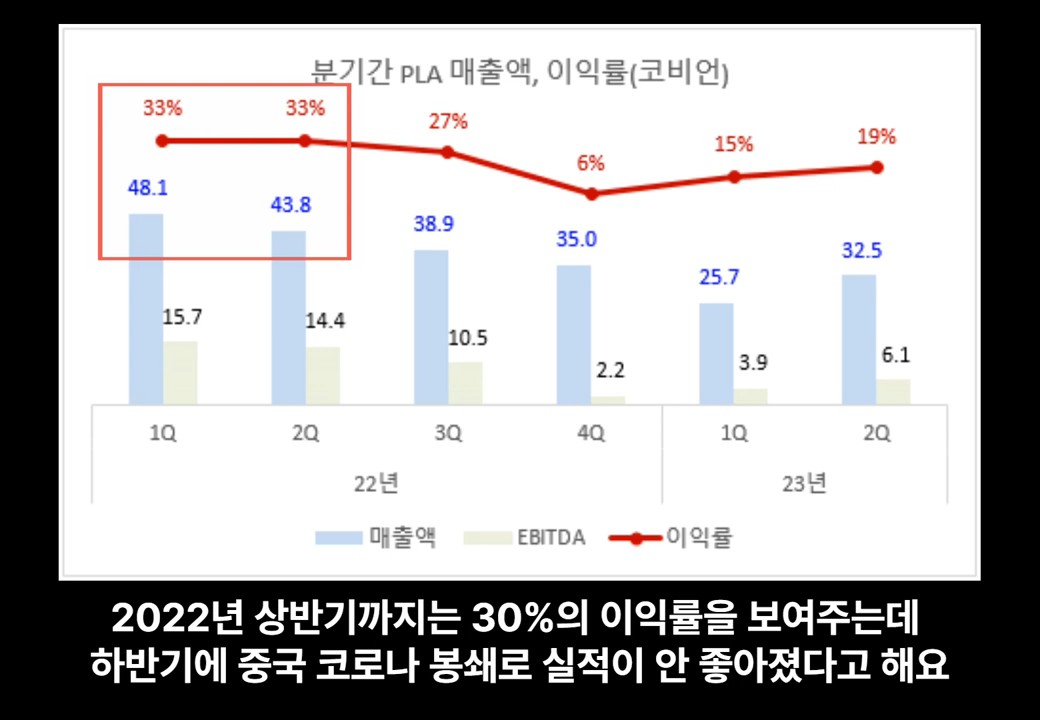 분기간 PLA 매출액, 이익률(코비언)
33%
33%
27%
6%
15%
19%
48.1
43.8
38.9
35.0
25.7
32.5
15.7
14.4
10.5
2.2
3.9
6.1
1Q
2Q
3Q
4Q
1Q
2Q
22년
23년
매출액
EBITDA
이익률
2022년 상반기까지는 30%의 이익률을 보여주는데
하반기에 중국 코로나 봉쇄로 실적이 안 좋아졌다고 해요